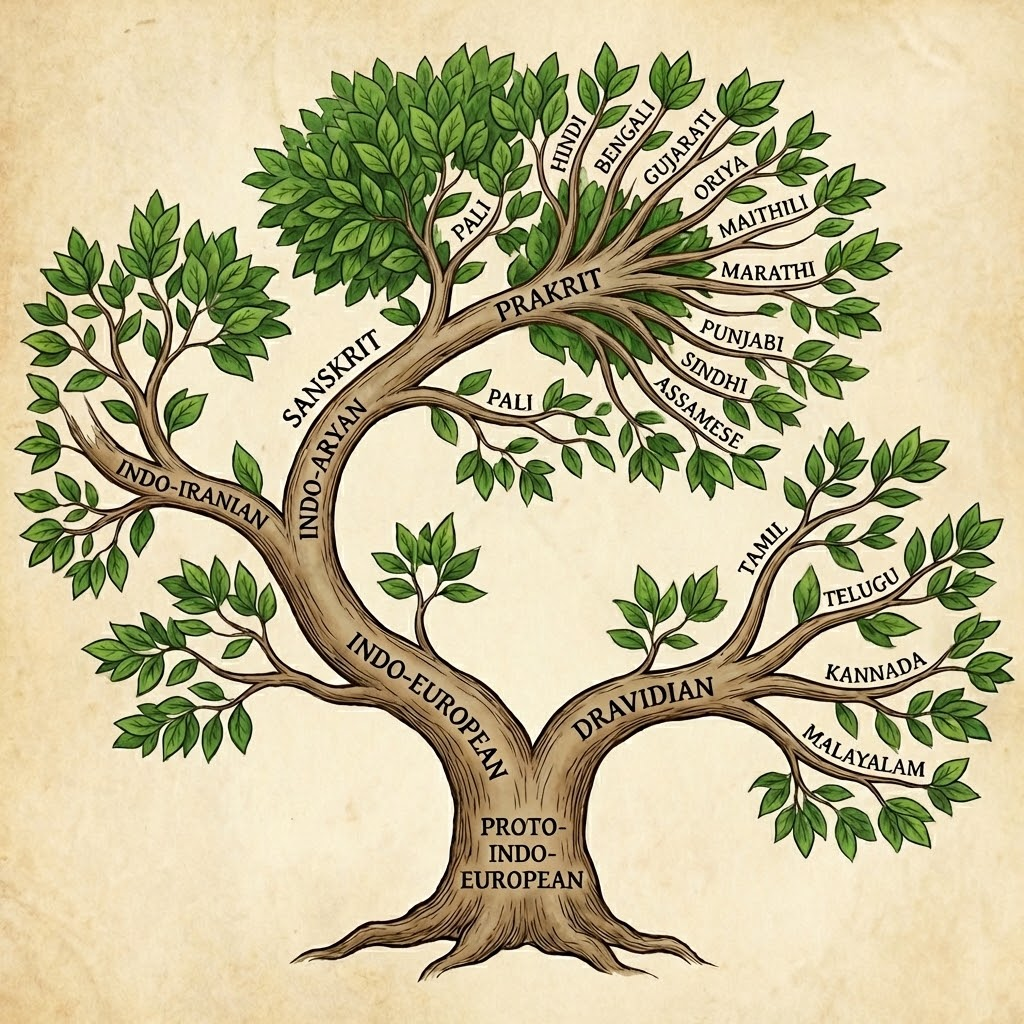 HINDI
BENGALI
GUJARATI
ORIYA
MAITHILI
MARATHI
PUNJABI
SINDHI
ASSAMESE
PALI
PRAKRIT
SANSKRIT
PALI
INDO-ARYAN
INDO-IRANIAN
TAMIL
TELUGU
KANNADA
MALAYALAM
INDO-EUROPEAN
DRAVIDIAN
PROTO-
INDO-
EUROPEAN